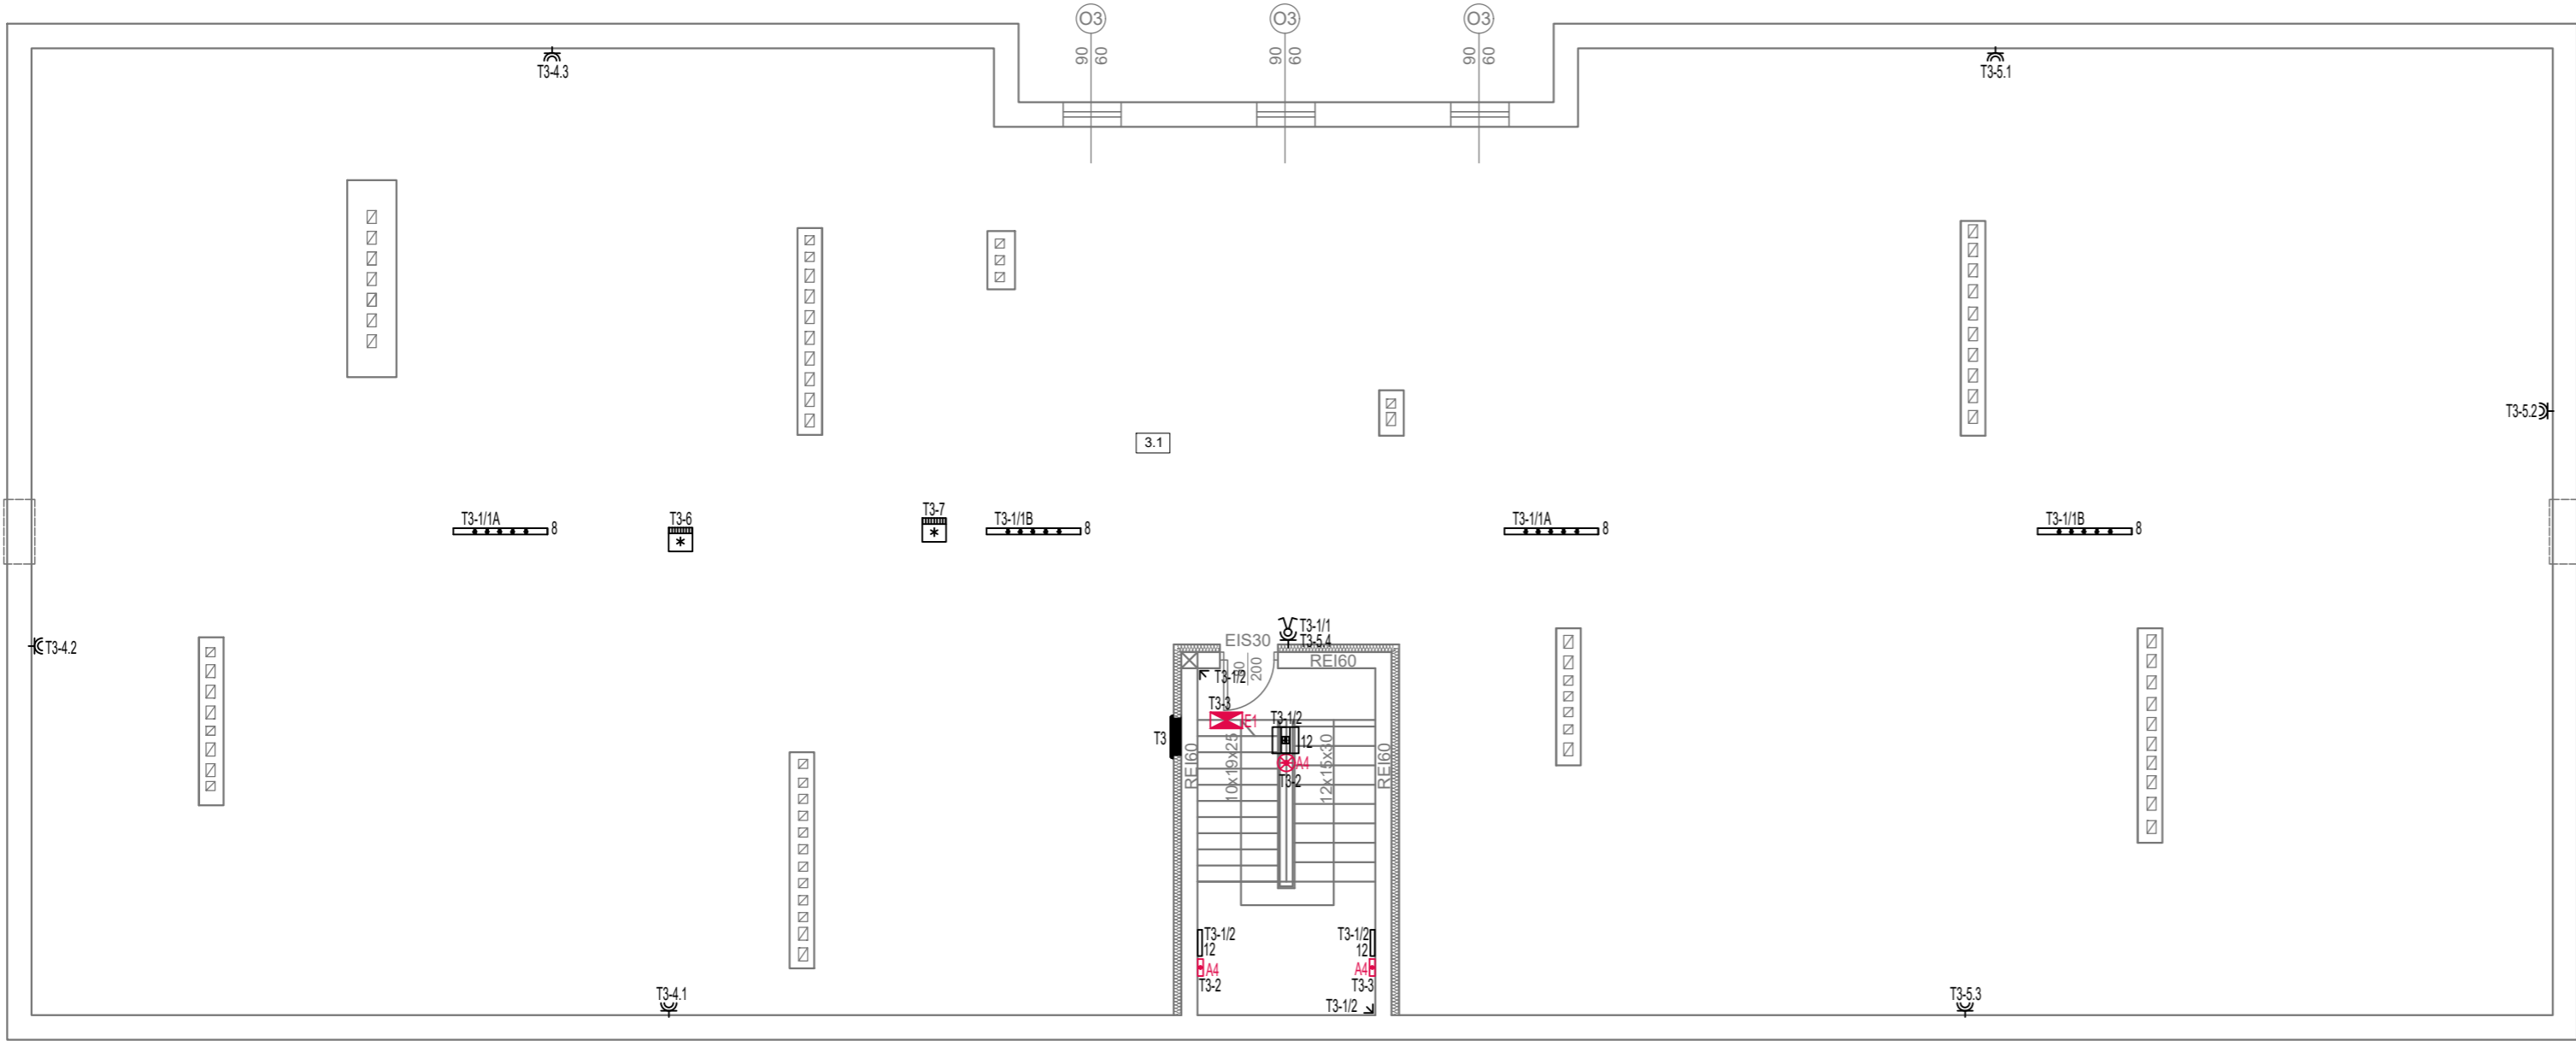 O3
O3
O3
90
60
90
60
90
60
T3-4.3
T3-5.1
T3-5.2
3.1
T3-1/1A
8
T3-6
T3-7
T3-1/1B
8
T3-1/1A
8
T3-1/1B
8
T3-4.2
T3-1/1
T3-5.4
EIS30
REI60
200
T3-1/2
T3-3
E1
T3-1/2
12
T3
REI60
10x19x25
A4
T3-2
12x15x30
REI60
T3-1/2
12
A4
T3-2
T3-1/2
12
A4
T3-3
T3-1/2
T3-4.1
T3-5.3